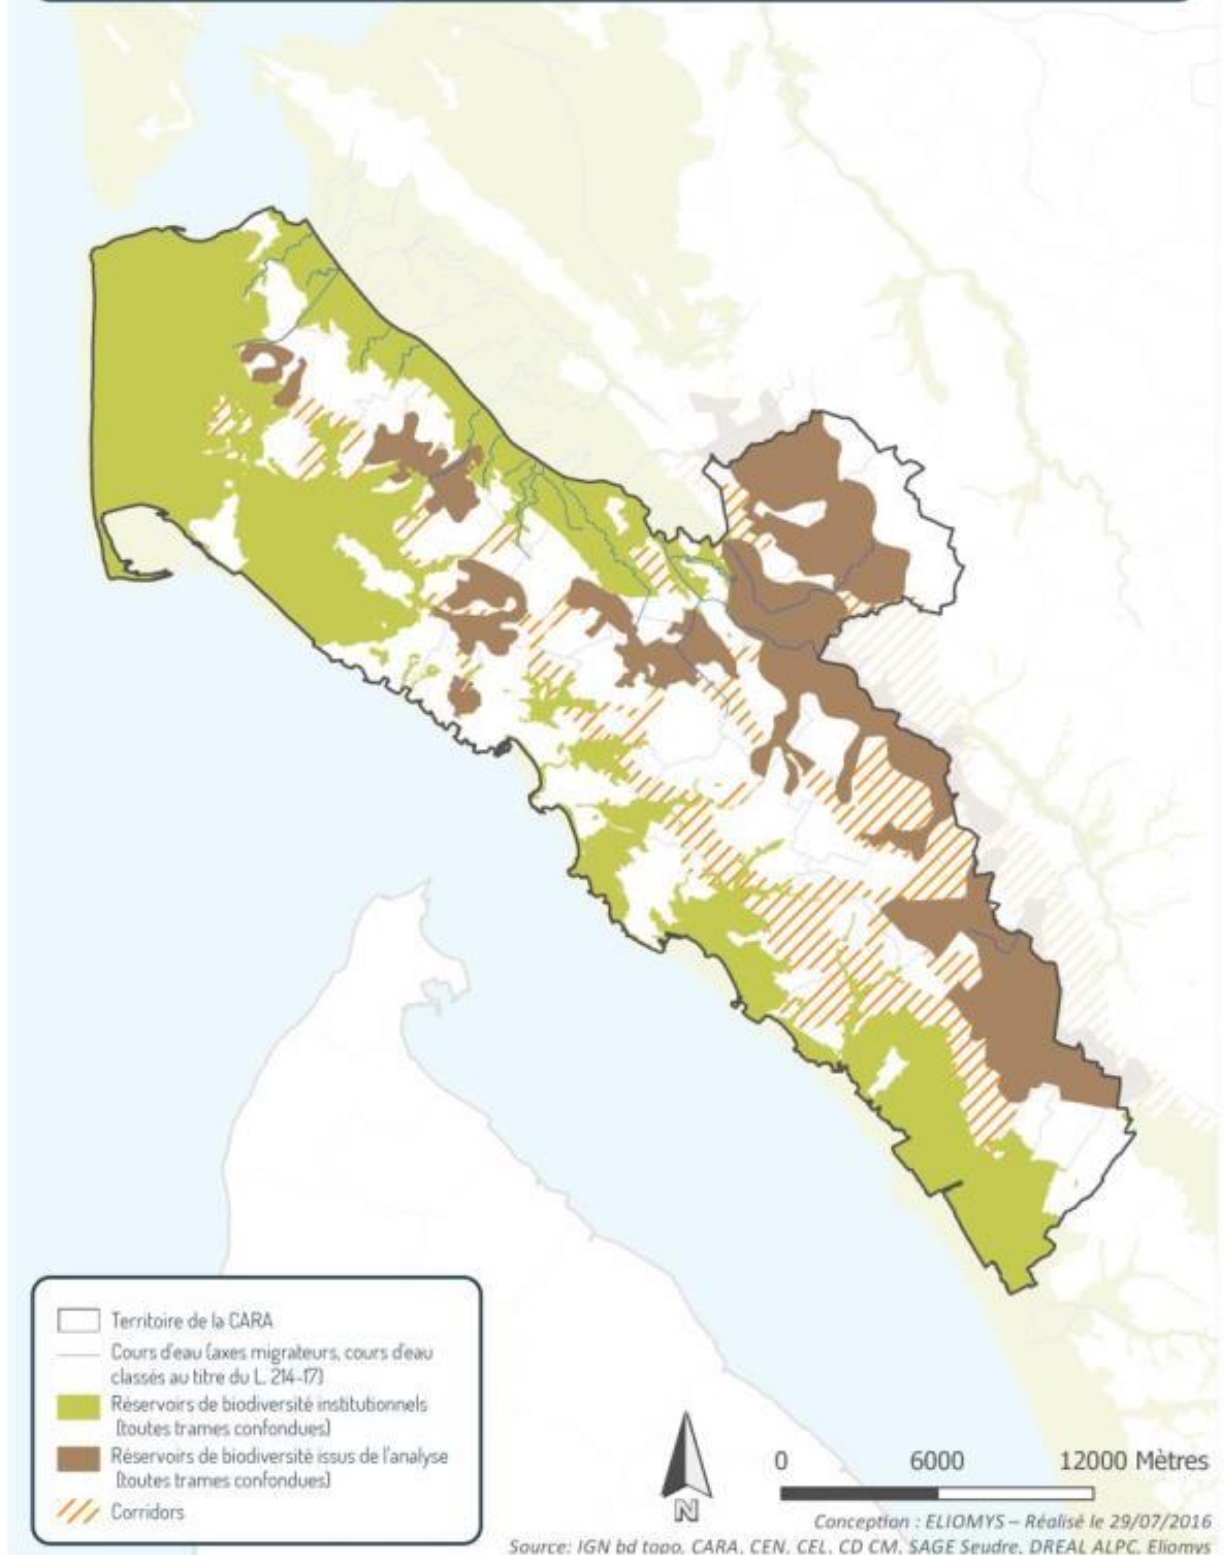 Territoire de la CARA
Cours d'eau (axes migrateurs, cours d'eau
classés au titre du L. 214-17)
Réservoirs de biodiversité institutionnels
(toutes trames confondues)
Réservoirs de biodiversité issus de l'analyse
(toutes trames confondues)
Corridors
N
0 6000 12000 Mètres
Conception : ELIOMYS – Réalisé le 29/07/2016
Source: IGN bd topo, CARA, CEN, CEL, CD CM, SAGE Seudre, DREAL ALPC, Eliomys